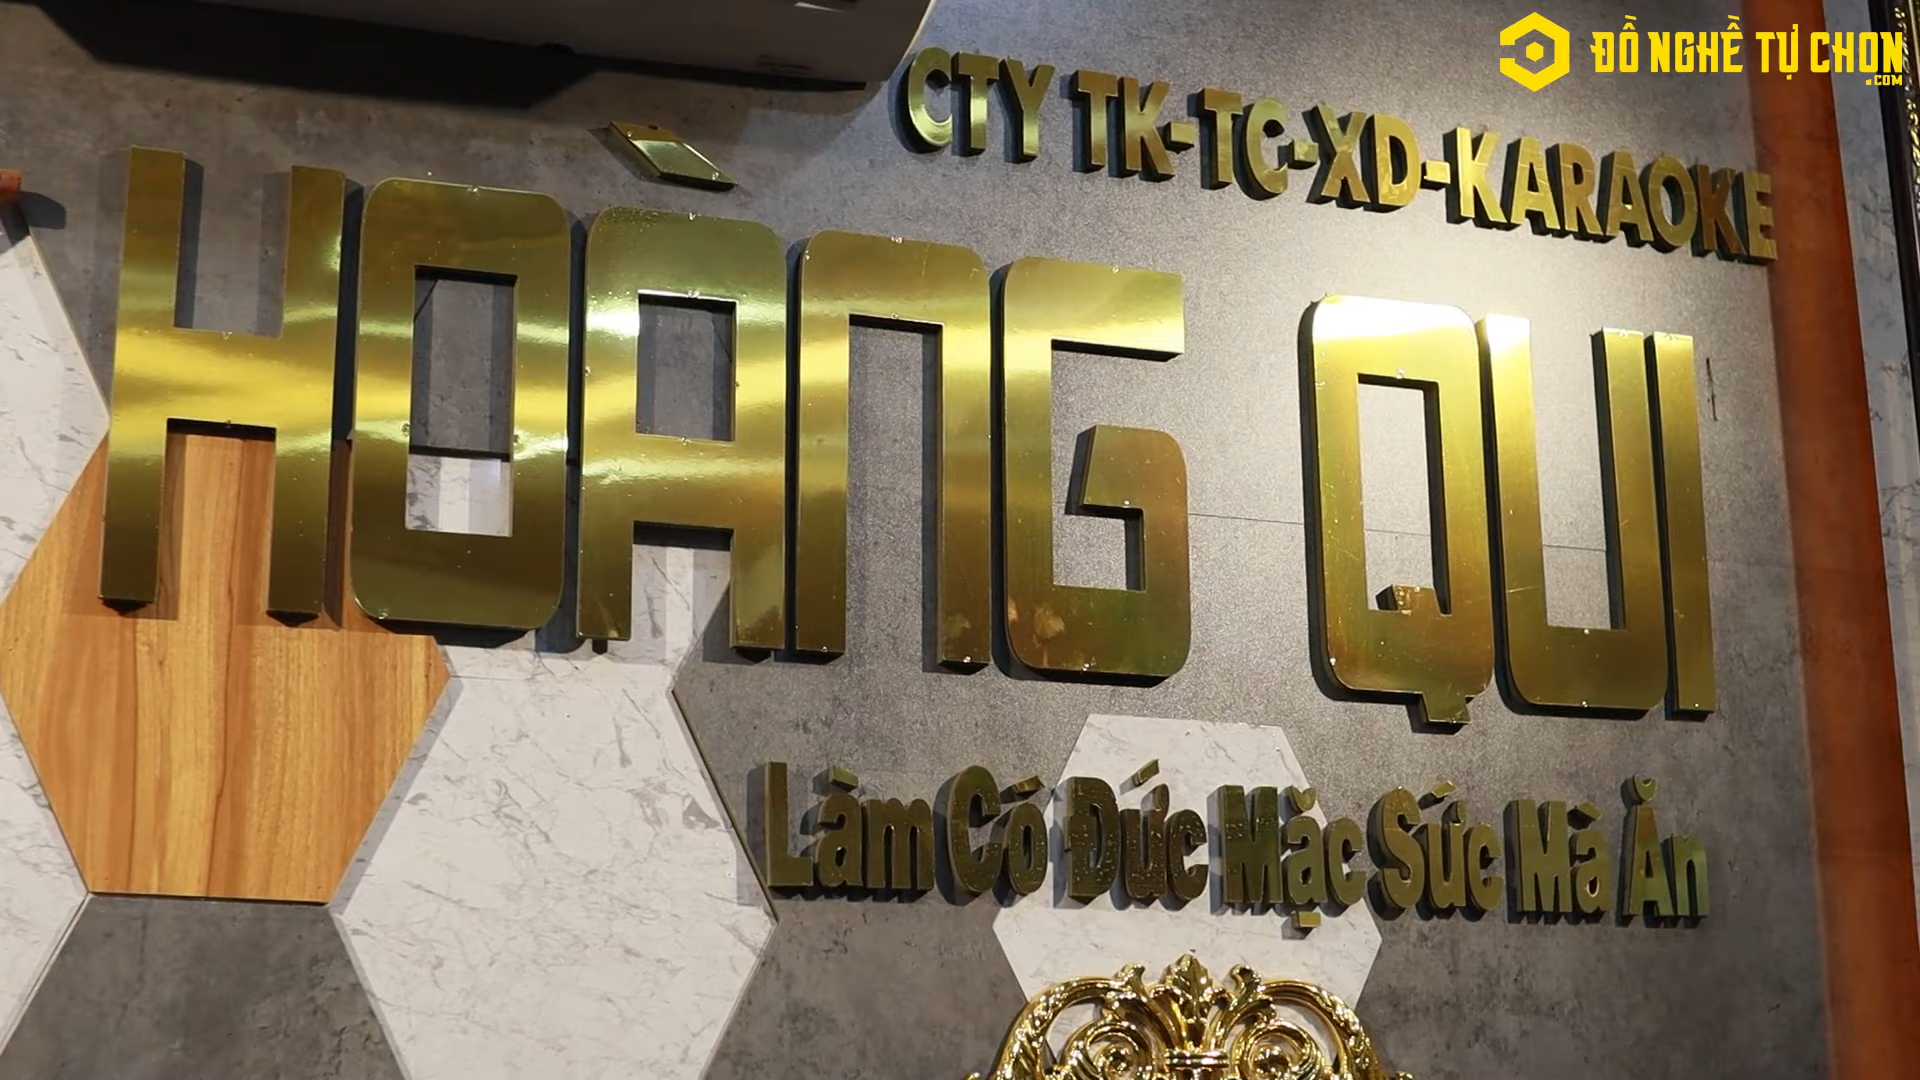 ĐỒ NGHỀ TỰ CHỌN
.COM
CTY TK-TC-XD-KARAOKE
HOÀNG QUI
Làm Có Đức Mặc Sức Mà Ăn